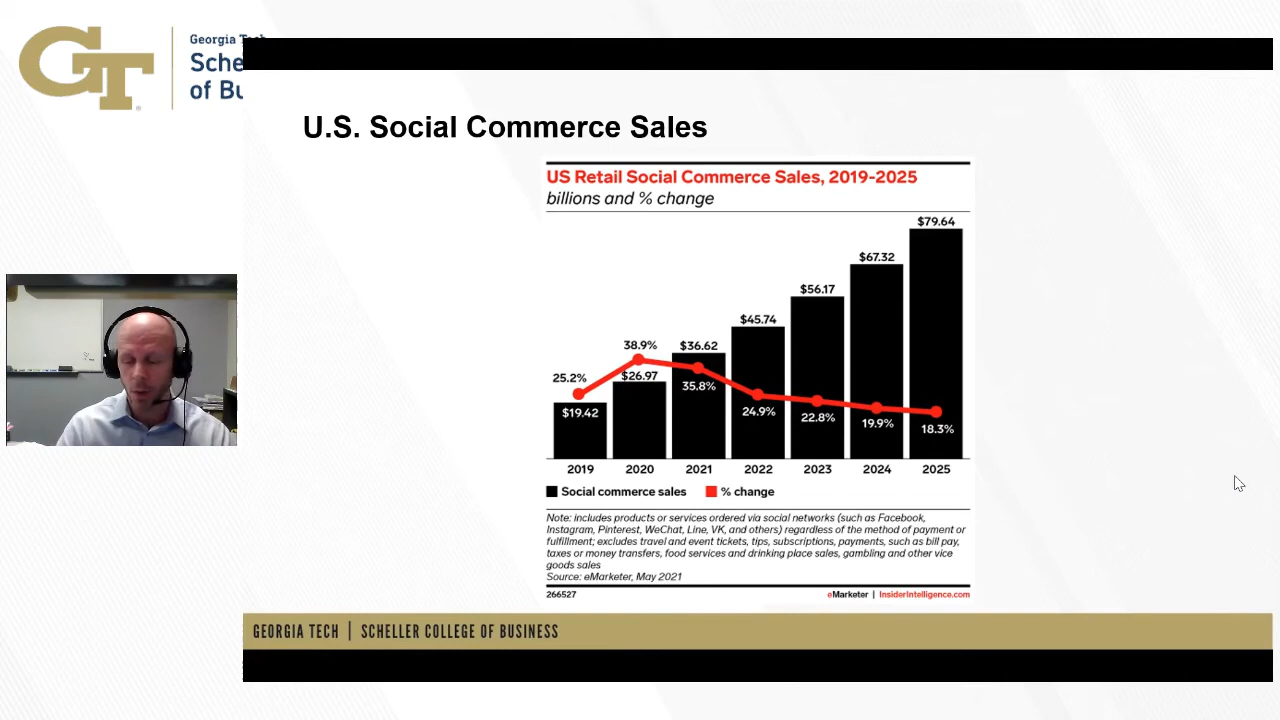 GT
Georgia Te
Sche
of Bu
U.S. Social Commerce Sales
US Retail Social Commerce Sales, 2019-2025
billions and % change
$79.64
$67.32
$56.17
$45.74
38.9% $36.62
25.2% $26.97 35.8%
$19.42 24.9% 22.8% 19.9% 18.3%
2019 2020 2021 2022 2023 2024 2025
Social commerce sales % change
Note: includes products or services ordered via social networks (such as Facebook,
Instagram, Pinterest, WeChat, Line, VK, and others) regardless of the method of payment or
fulfillment; excludes travel and event tickets, tips, subscriptions, payments, such as bill pay,
taxes or money transfers, food services and drinking place sales, gambling and other vice
goods sales
Source: eMarketer, May 2021
266527 eMarketer | InsiderIntelligence.com
GEORGIA TECH | SCHELLER COLLEGE OF BUSINESS